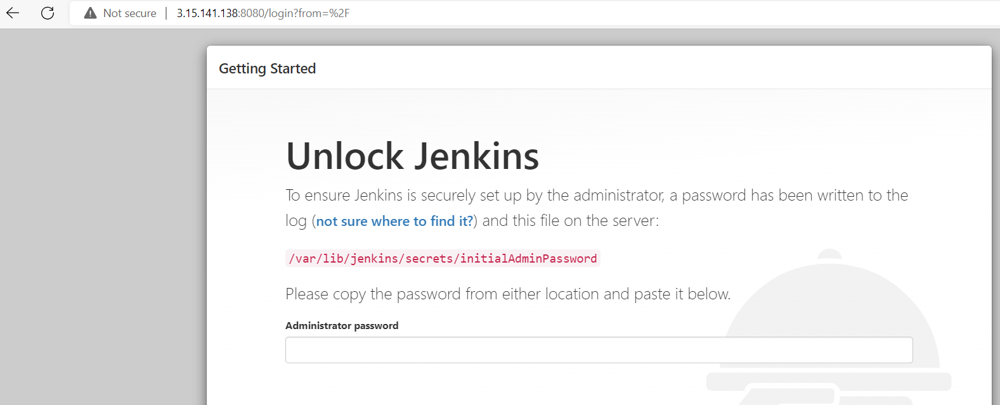 Not secure | 3.15.141.138:8080/login?from=%2F
Getting Started
Unlock Jenkins
To ensure Jenkins is securely set up by the administrator, a password has been written to the
log (not sure where to find it?) and this file on the server:
/var/lib/jenkins/secrets/initialAdminPassword
Please copy the password from either location and paste it below.
Administrator password